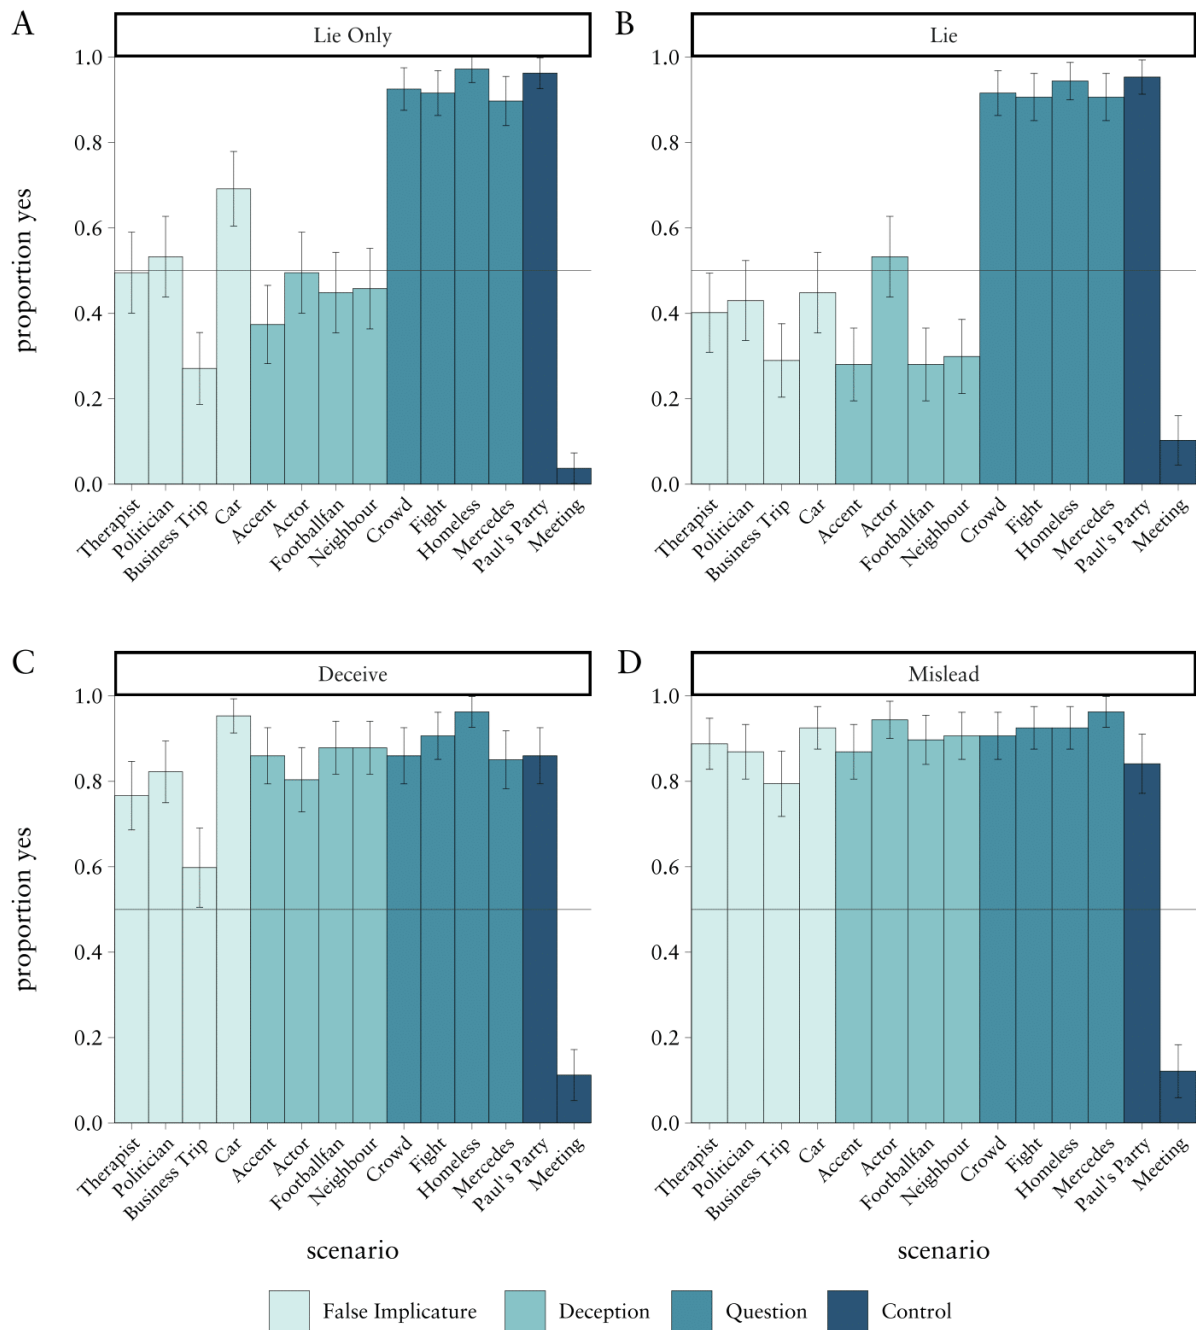 A
Lie Only
proportion yes
1.0
0.8
0.6
0.4
0.2
0.0
Therapist
Politician
Business Trip
Car
Accent
Actor
Footballfan
Neighbour
Crowd
Fight
Homeless
Mercedes
Paul's Party
Meeting
B
Lie
1.0
0.8
0.6
0.4
0.2
0.0
Therapist
Politician
Business Trip
Car
Accent
Actor
Footballfan
Neighbour
Crowd
Fight
Homeless
Mercedes
Paul's Party
Meeting
C
Deceive
proportion yes
1.0
0.8
0.6
0.4
0.2
0.0
Therapist
Politician
Business Trip
Car
Accent
Actor
Footballfan
Neighbour
Crowd
Fight
Homeless
Mercedes
Paul's Party
Meeting
scenario
D
Mislead
1.0
0.8
0.6
0.4
0.2
0.0
Therapist
Politician
Business Trip
Car
Accent
Actor
Footballfan
Neighbour
Crowd
Fight
Homeless
Mercedes
Paul's Party
Meeting
scenario
False Implicature
Deception
Question
Control